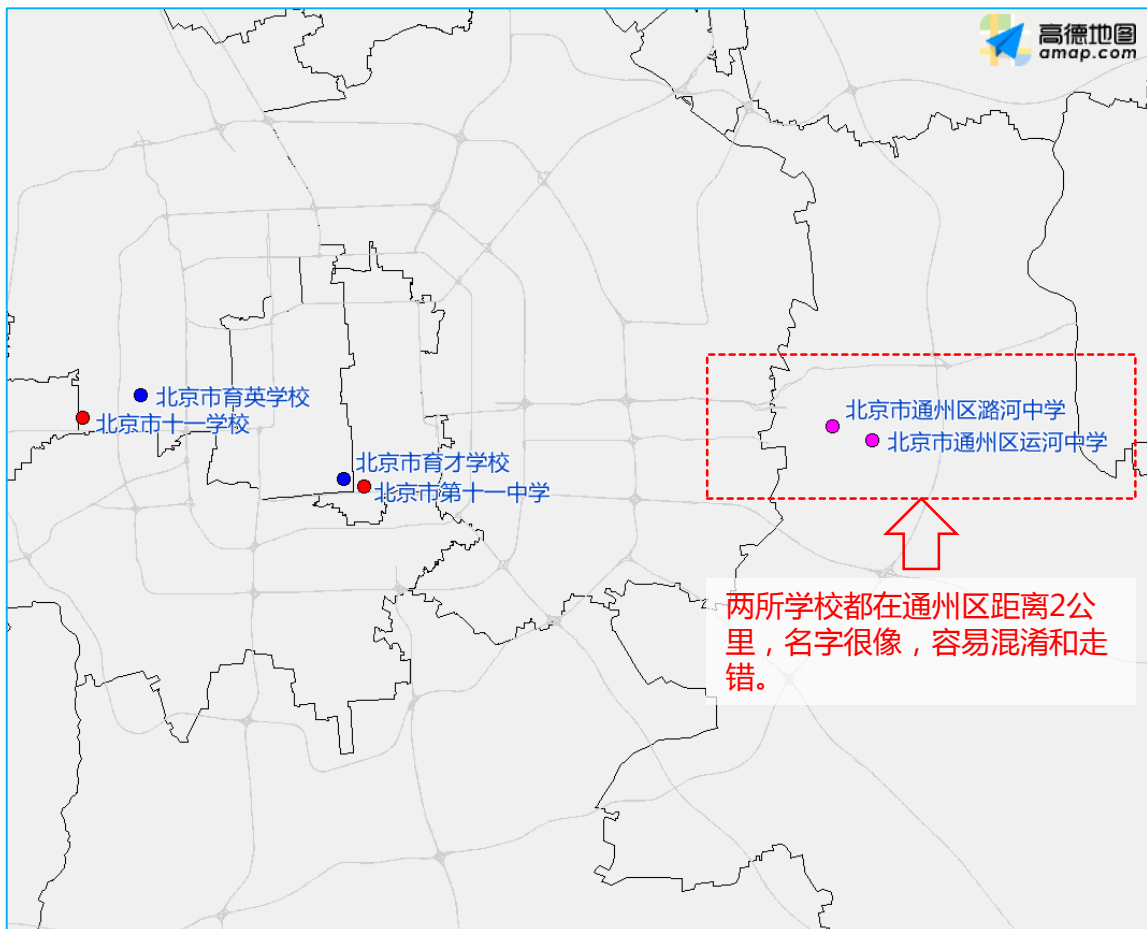 高德地图
amap.com
北京市育英学校
北京市十一学校
北京市通州区潞河中学
北京市通州区运河中学
北京市育才学校
北京市第十一中学
两所学校都在通州区距离2公
里，名字很像，容易混淆和走
错。